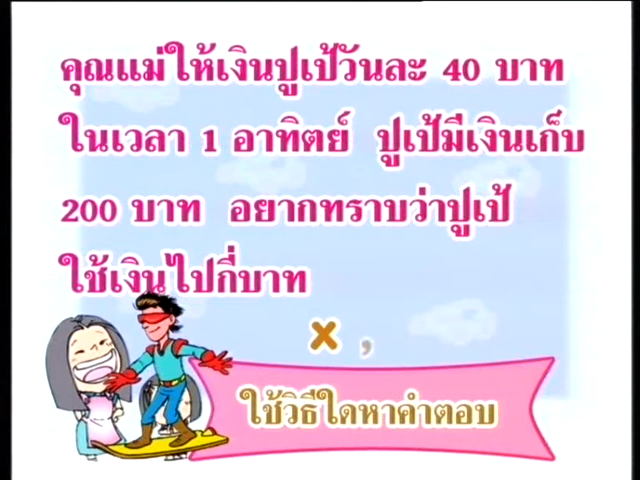 คุณแม่ให้เงินปูเป้วันละ 40 บาท
ในเวลา 1 อาทิตย์ ปูเป้มีเงินเก็บ
200 บาท อยากทราบว่าปูเป้
ใช้เงินไปกี่บาท
x ,
ใช้วิธีใดหาคำตอบ